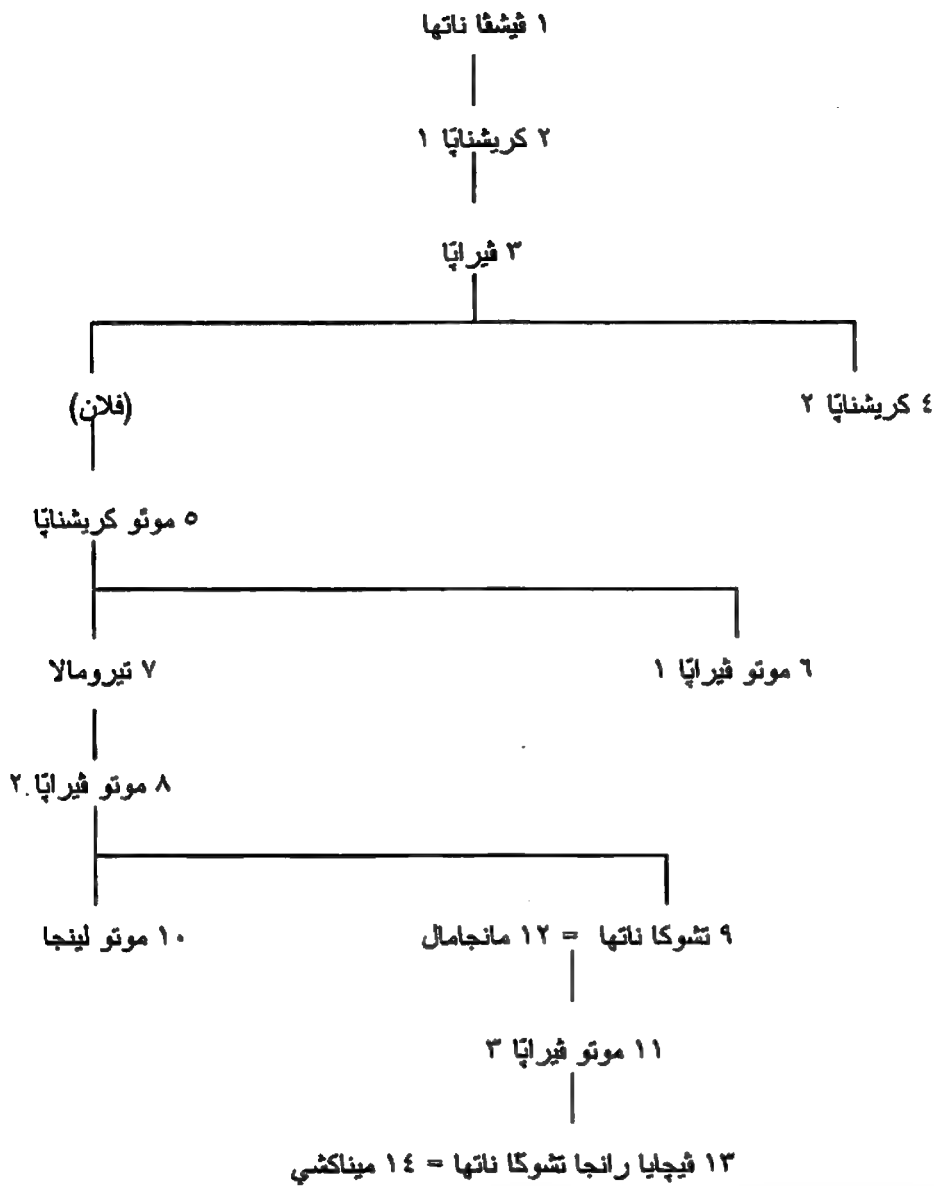 ١ ڤيشڤا ناتها
٢ كريشناپّا ١
٣ ڤيراپّا
٤ كريشناپّا ٢
(فلان)
٥ موتو كريشناپّا
٦ موتو ڤيراپّا ١
٧ تيرومالا
٨ موتو ڤيراپّا ٢
٩ تشوكا ناتها = ١٢ مانجامال
١٠ موتو لينجا
١١ موتو ڤيراپّا ٣
١٣ ڤيچايا رانجا تشوكّا ناتها = ١٤ ميناكشي